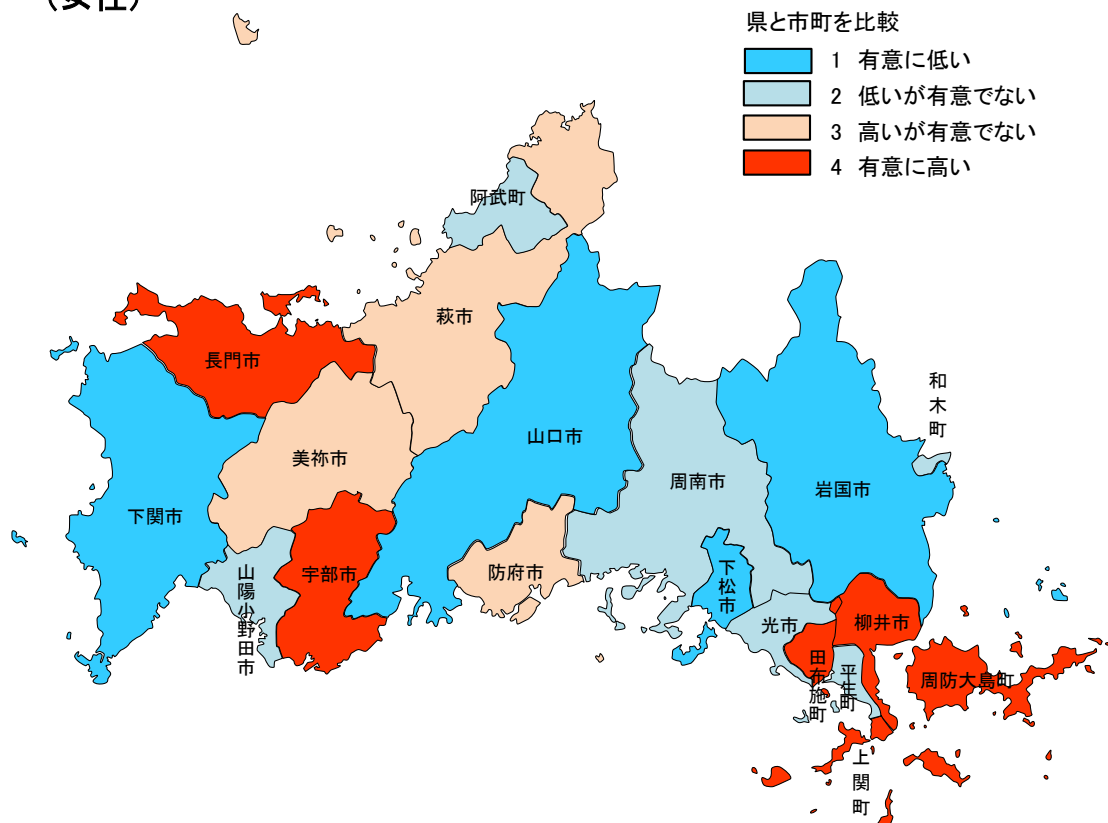 （女性）
県と市町を比較
1 有意に低い
2 低いが有意でない
3 高いが有意でない
4 有意に高い
阿武町
萩市
長門市
和木町
山口市
美祢市
周南市
岩国市
下関市
防府市
宇部市
下松市
山陽小野田市
柳井市
光市
田布施町
平生町
周防大島町
上関町